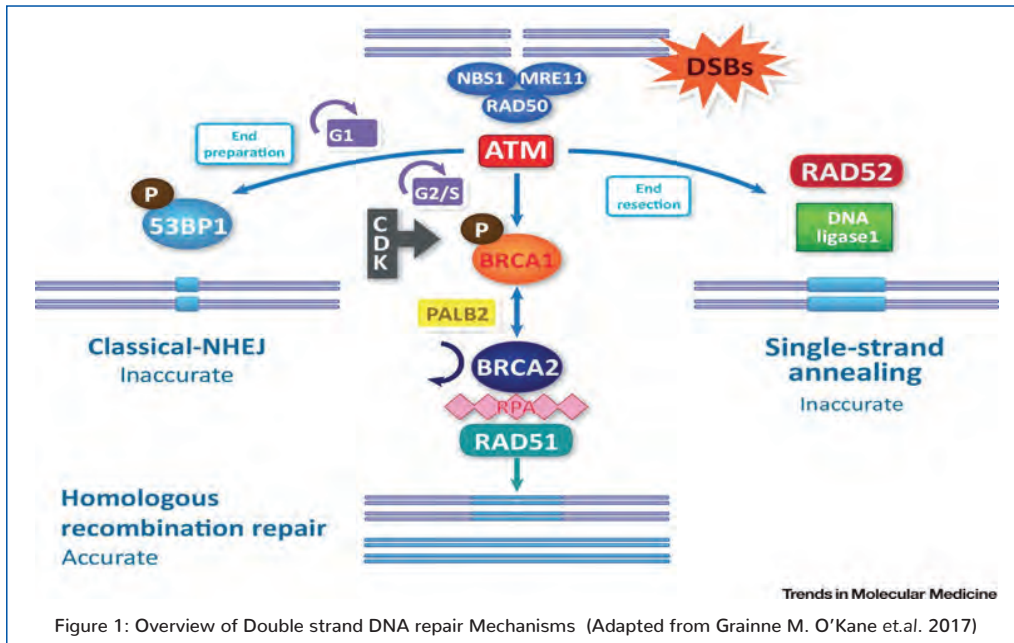 DSBs
NBS1 MRE11
RAD50
G1
End
preparation
ATM
P
53BP1
G2/S
CDK
P
BRCA1
End
resection
RAD52
DNA
ligase1
PALB2
BRCA2
RPA
RAD51
Classical-NHEJ
Inaccurate
Single-strand
annealing
Inaccurate
Homologous
recombination repair
Accurate
Trends in Molecular Medicine
Figure 1: Overview of Double strand DNA repair Mechanisms (Adapted from Grainne M. O'Kane et.al. 2017)